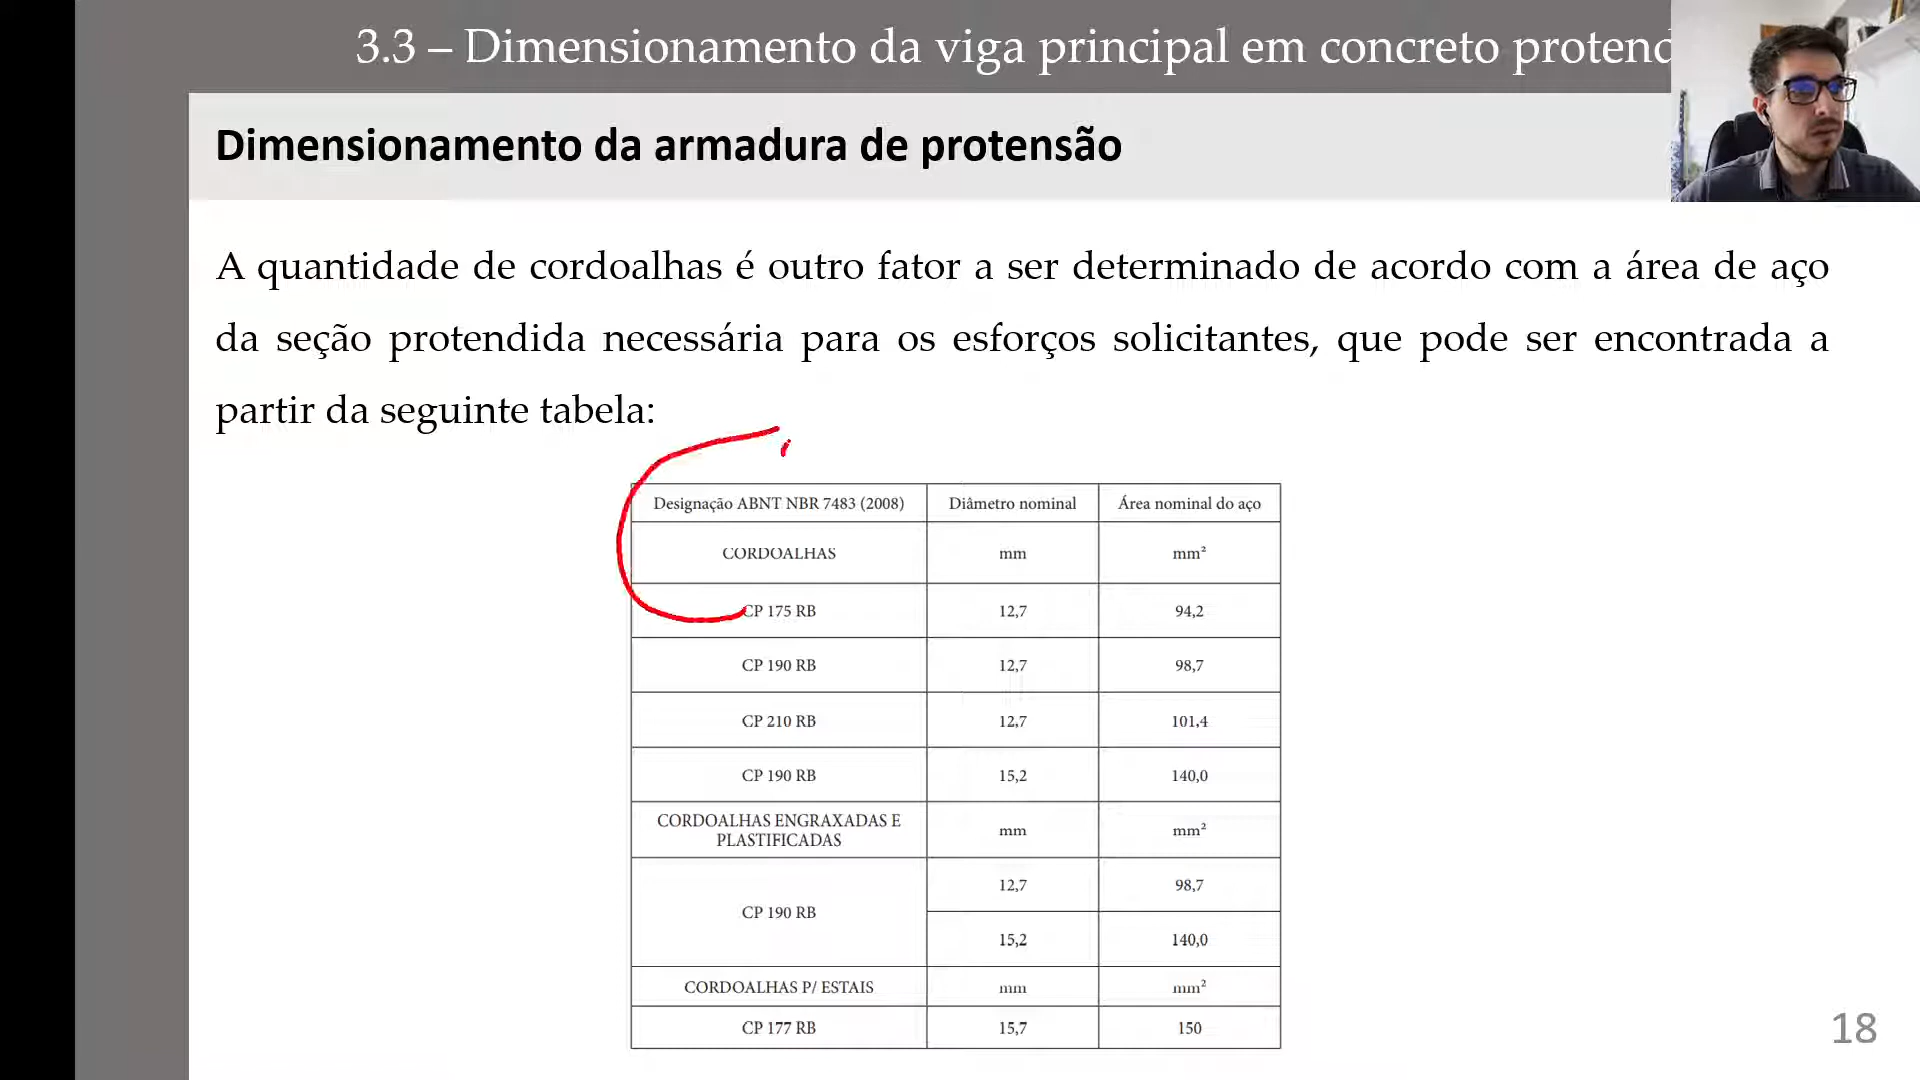 3.3 – Dimensionamento da viga principal em concreto protend
Dimensionamento da armadura de protensão
A quantidade de cordoalhas é outro fator a ser determinado de acordo com a área de aço
da seção protendida necessária para os esforços solicitantes, que pode ser encontrada a
partir da seguinte tabela:
Designação ABNT NBR 7483 (2008) Diâmetro nominal Área nominal do aço
CORDOALHAS mm mm²
CP 175 RB 12,7 94,2
CP 190 RB 12,7 98,7
CP 210 RB 12,7 101,4
CP 190 RB 15,2 140,0
CORDOALHAS ENGRAXADAS E
PLASTIFICADAS mm mm²
CP 190 RB 12,7 98,7
15,2 140,0
CORDOALHAS P/ ESTAIS mm mm²
CP 177 RB 15,7 150
18